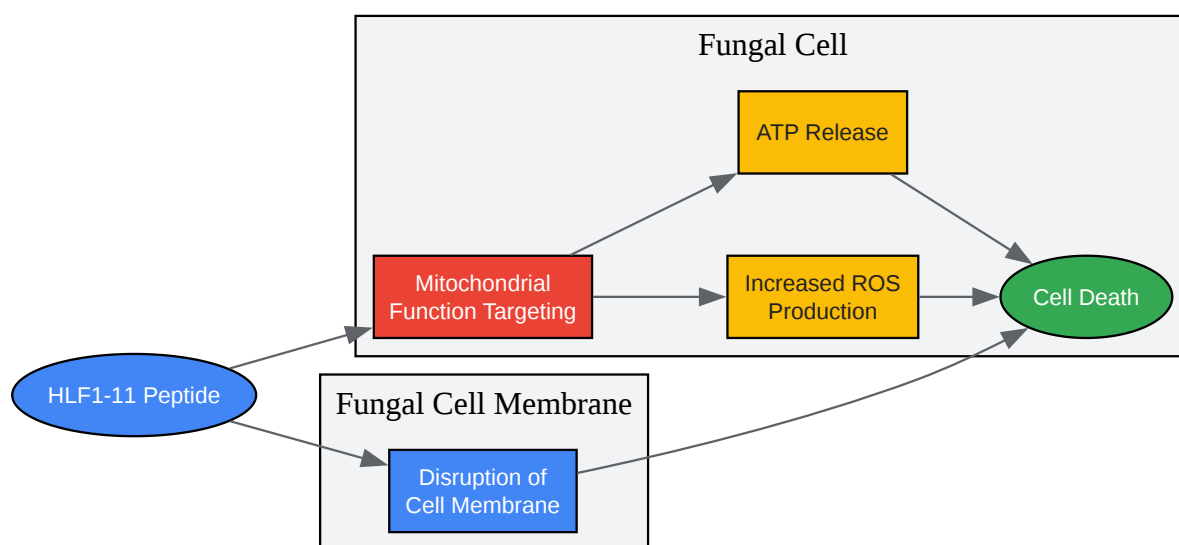 Fungal Cell
ATP Release
Mitochondrial
Function Targeting
Increased ROS
Production
Cell Death
HLF1-11 Peptide
Fungal Cell Membrane
Disruption of
Cell Membrane